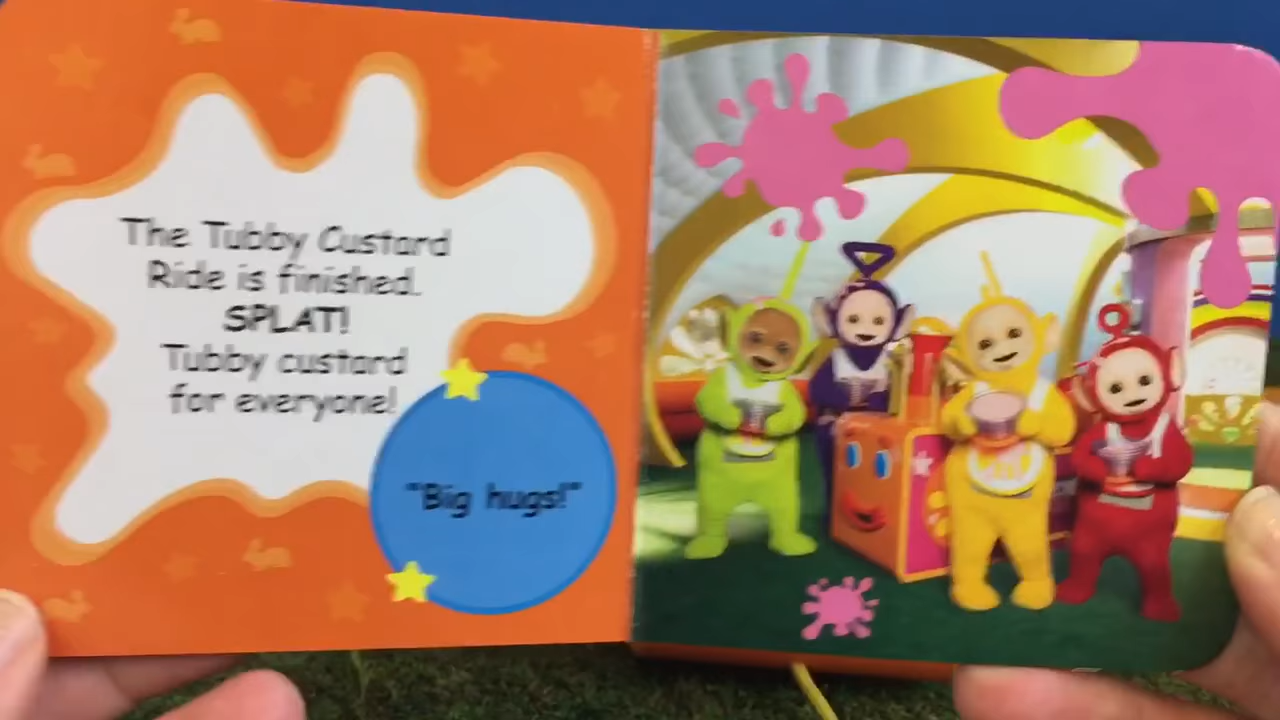 The Tubby Custard
Ride is finished.
SPLAT!
Tubby custard
for everyone!
"Big hugs!"